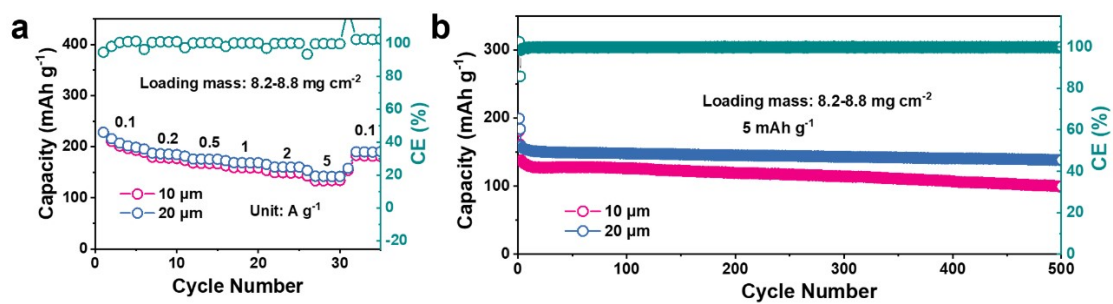 a
400
300
200
100
0
Capacity (mAh g-1)
0
10
20
30
Cycle Number
100
80
60
40
20
0
-20
CE (%)
Loading mass: 8.2-8.8 mg cm-2
0.1
0.2
0.5
1
2
5
0.1
10 µm
20 µm
Unit: A g-1
b
300
200
100
0
Capacity (mAh g-1)
0
100
200
300
400
500
Cycle Number
100
80
60
40
20
0
CE (%)
Loading mass: 8.2-8.8 mg cm-2
5 mAh g-1
10 µm
20 µm